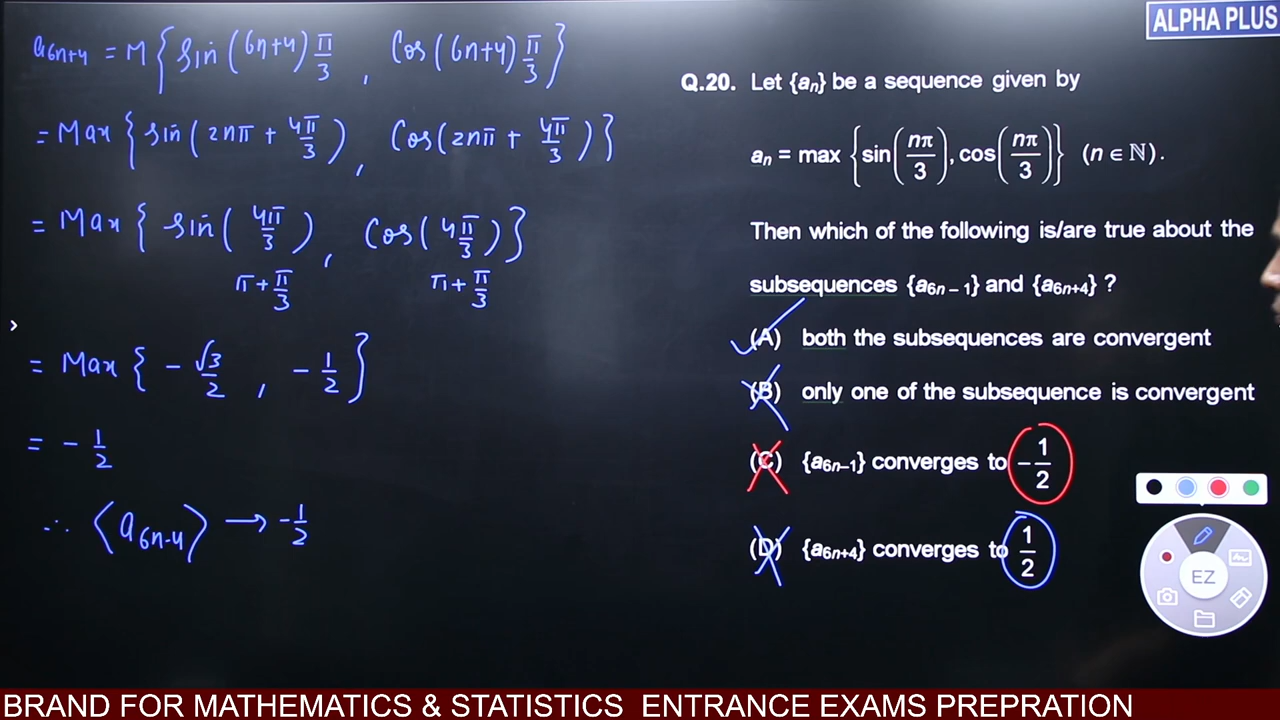 ALPHA PLUS
a6n+4 = M{ sin(6n+4)π/3 , Cos(6n+4)π/3 }
= Max { sin(2nπ + 4π/3) , Cos(2nπ + 4π/3) }
= Max { sin(4π/3) , Cos(4π/3) }
π+π/3 π+π/3
= Max { -√3/2 , -1/2 }
= -1/2
∴ ⟨a6n-4⟩ → -1/2
Q.20. Let {an} be a sequence given by
an = max {sin(nπ/3), cos(nπ/3)} (n ∈ ℕ).
Then which of the following is/are true about the
subsequences {a6n – 1} and {a6n+4} ?
(A) both the subsequences are convergent
(B) only one of the subsequence is convergent
(C) {a6n–1} converges to -1/2
(D) {a6n+4} converges to 1/2
EZ
BRAND FOR MATHEMATICS & STATISTICS ENTRANCE EXAMS PREPRATION